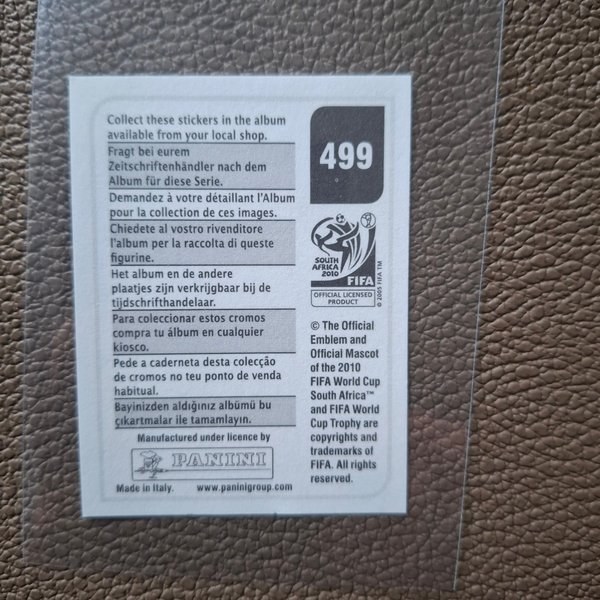 Collect these stickers in the album
available from your local shop.
Fragt bei eurem
Zeitschriftenhändler nach dem
Album für diese Serie.
Demandez à votre détaillant l'Album
pour la collection de ces images.
Chiedete al vostro rivenditore
l'album per la raccolta di queste
figurine.
Het album en de andere
plaatjes zijn verkrijgbaar bij de
tijdschrifthandelaar.
Para coleccionar estos cromos
compra tu álbum en cualquier
kiosco.
Pede a caderneta desta colecção
de cromos no teu ponto de venda
habitual.
Bayinizden aldığınız albümü bu
çıkartmalar ile tamamlayın.
Manufactured under licence by
PANINI
Made in Italy. www.paninigroup.com
499
SOUTH
AFRICA
2010
FIFA
OFFICIAL LICENSED
PRODUCT
© 2005 FIFA TM
© The Official
Emblem and
Official Mascot
of the 2010
FIFA World Cup
South Africa™
and FIFA World
Cup Trophy are
copyrights and
trademarks of
FIFA. All rights
reserved.